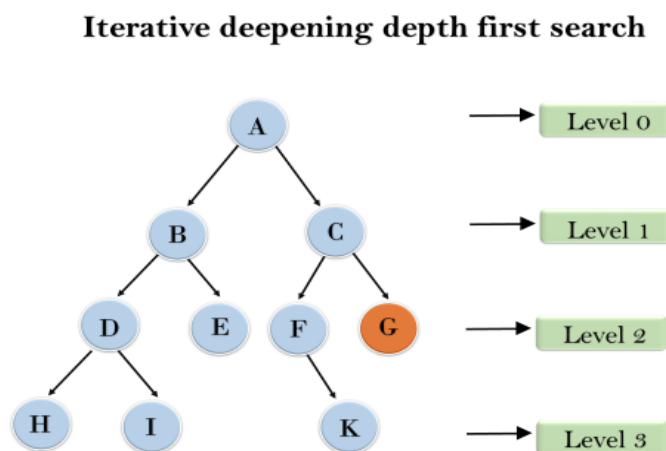 Iterative deepening depth first search
A
Level 0
B
C
Level 1
D
E
F
G
Level 2
H
I
K
Level 3